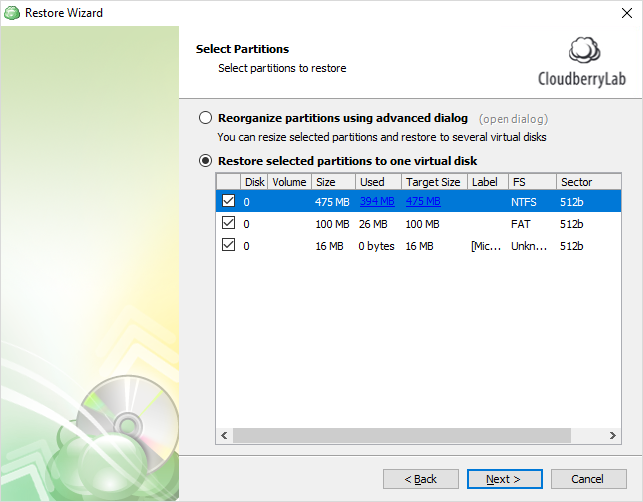 Restore Wizard
Select Partitions
Select partitions to restore
CloudberryLab
Reorganize partitions using advanced dialog (open dialog)
You can resize selected partitions and restore to several virtual disks
Restore selected partitions to one virtual disk
Disk Volume Size Used Target Size Label FS Sector
0 475 MB 394 MB 475 MB NTFS 512b
0 100 MB 26 MB 100 MB FAT 512b
0 16 MB 0 bytes 16 MB [Mic... Unkn... 512b
< Back Next > Cancel